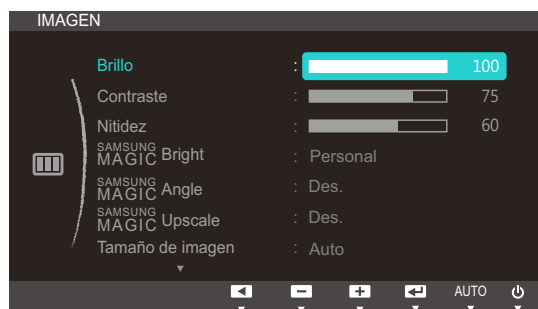 IMAGEN
Brillo : 100
Contraste : 75
Nitidez : 60
SAMSUNG MAGIC Bright : Personal
SAMSUNG MAGIC Angle : Des.
SAMSUNG MAGIC Upscale : Des.
Tamaño de imagen : Auto
AUTO